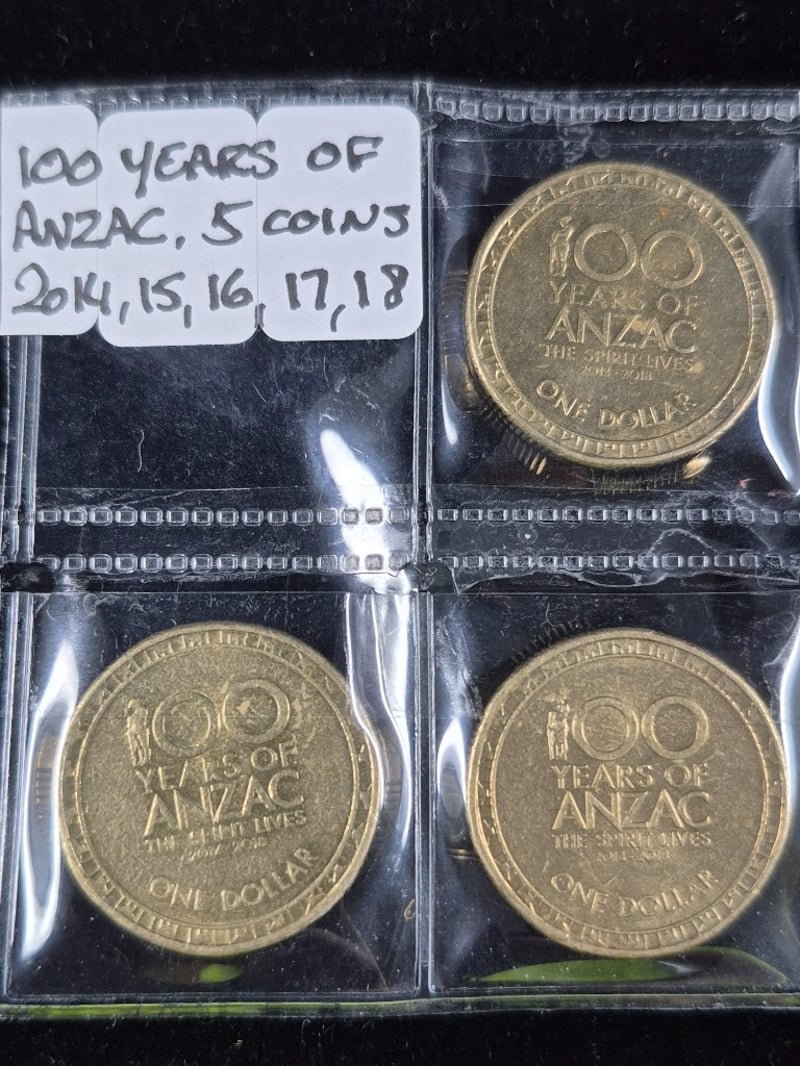 100 YEARS OF
ANZAC. 5 COINS
2014, 15, 16, 17, 18
100
YEARS OF
ANZAC
THE SPIRIT LIVES
2014 - 2018
ONE DOLLAR
100
YEARS OF
ANZAC
THE SPIRIT LIVES
2014 - 2018
ONE DOLLAR
100
YEARS OF
ANZAC
THE SPIRIT LIVES
2014 - 2018
ONE DOLLAR